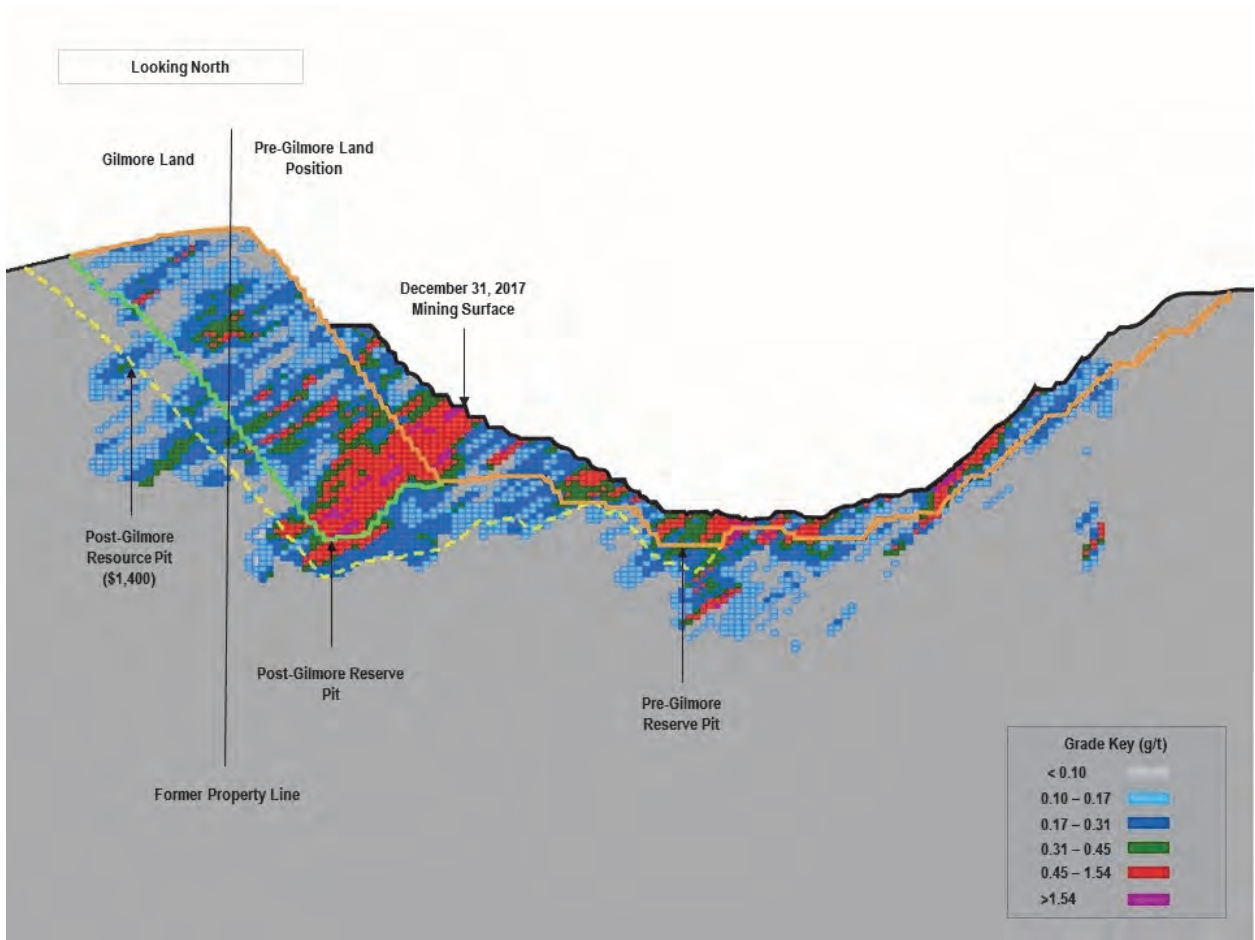 Looking North
Gilmore Land
Pre-Gilmore Land
Position
December 31, 2017
Mining Surface
Post-Gilmore
Resource Pit
($1,400)
Post-Gilmore Reserve
Pit
Pre-Gilmore
Reserve Pit
Former Property Line
Grade Key (g/t)
< 0.10
0.10 – 0.17
0.17 – 0.31
0.31 – 0.45
0.45 – 1.54
>1.54